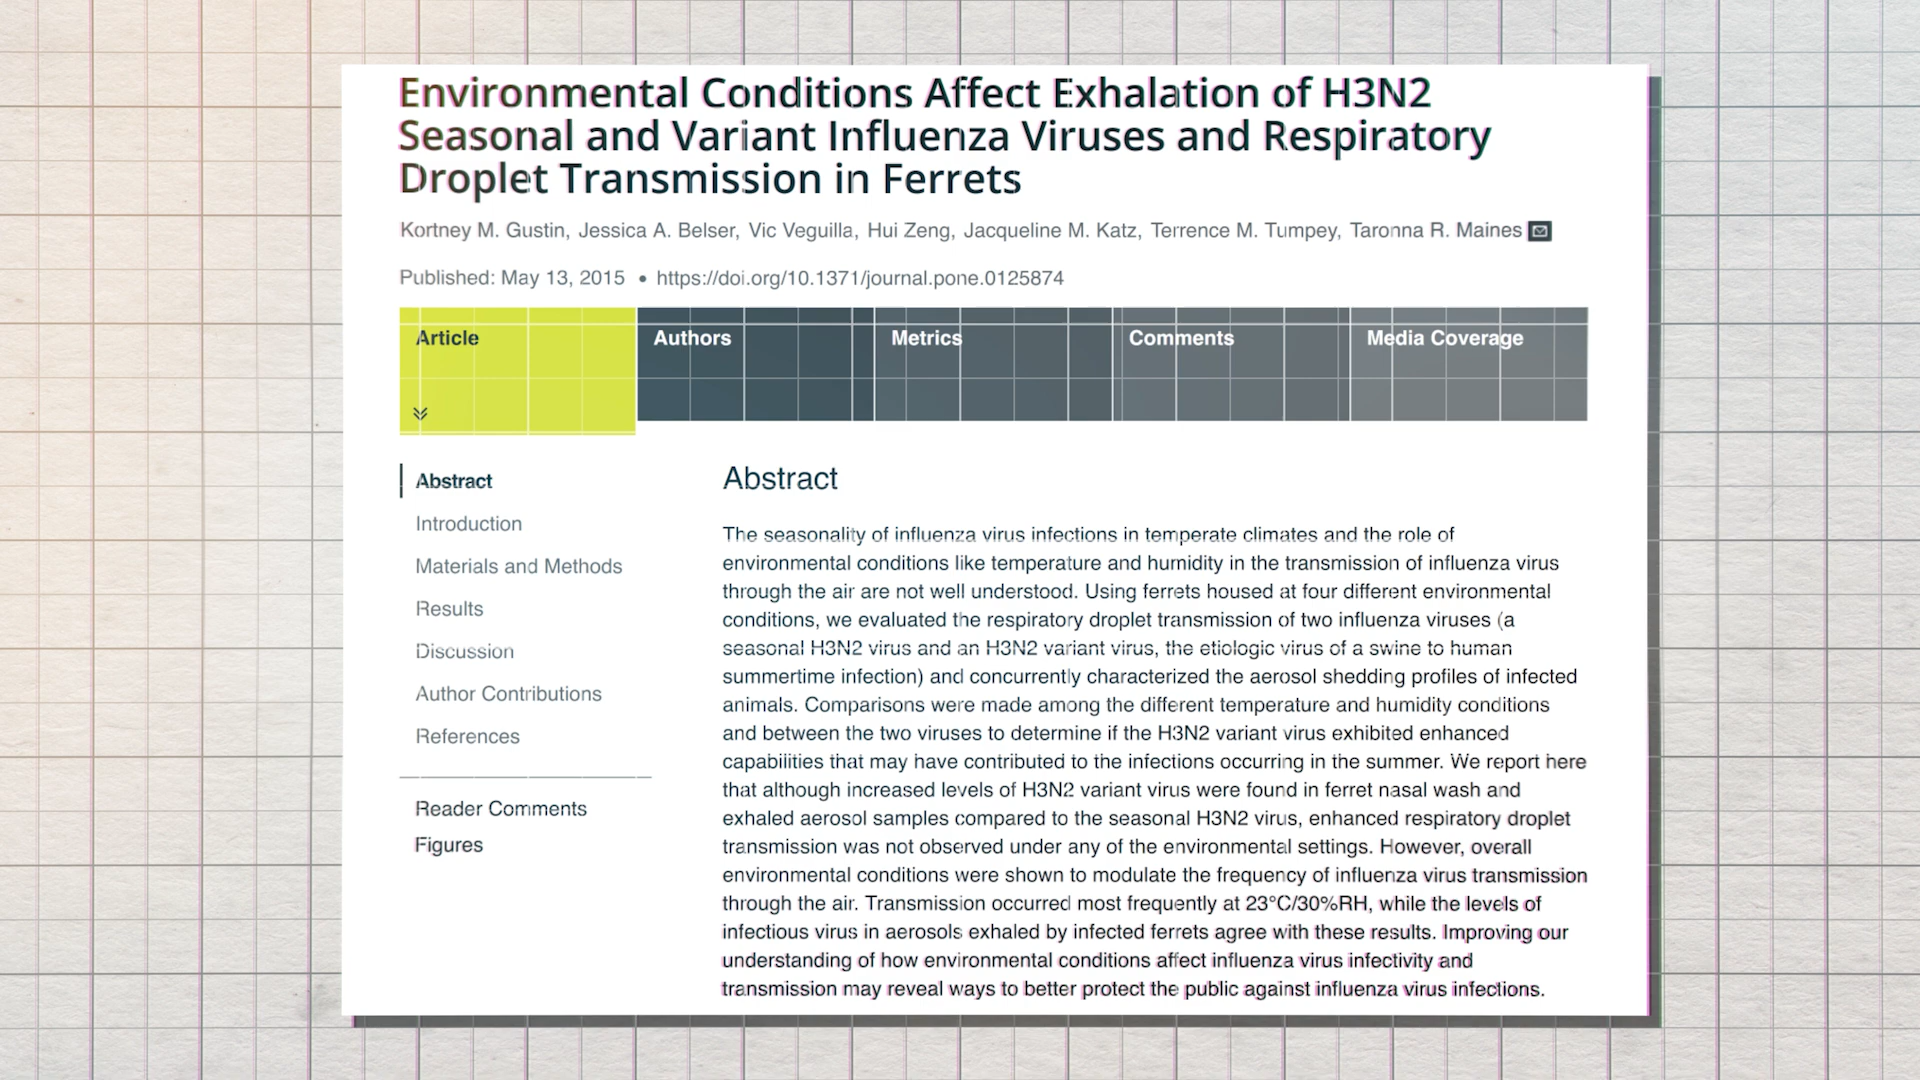 Environmental Conditions Affect Exhalation of H3N2
Seasonal and Variant Influenza Viruses and Respiratory
Droplet Transmission in Ferrets
Kortney M. Gustin, Jessica A. Belser, Vic Veguilla, Hui Zeng, Jacqueline M. Katz, Terrence M. Tumpey, Taronna R. Maines
Published: May 13, 2015 • https://doi.org/10.1371/journal.pone.0125874
Article Authors Metrics Comments Media Coverage
Abstract
Introduction
Materials and Methods
Results
Discussion
Author Contributions
References
Reader Comments
Figures
Abstract
The seasonality of influenza virus infections in temperate climates and the role of
environmental conditions like temperature and humidity in the transmission of influenza virus
through the air are not well understood. Using ferrets housed at four different environmental
conditions, we evaluated the respiratory droplet transmission of two influenza viruses (a
seasonal H3N2 virus and an H3N2 variant virus, the etiologic virus of a swine to human
summertime infection) and concurrently characterized the aerosol shedding profiles of infected
animals. Comparisons were made among the different temperature and humidity conditions
and between the two viruses to determine if the H3N2 variant virus exhibited enhanced
capabilities that may have contributed to the infections occurring in the summer. We report here
that although increased levels of H3N2 variant virus were found in ferret nasal wash and
exhaled aerosol samples compared to the seasonal H3N2 virus, enhanced respiratory droplet
transmission was not observed under any of the environmental settings. However, overall
environmental conditions were shown to modulate the frequency of influenza virus transmission
through the air. Transmission occurred most frequently at 23°C/30%RH, while the levels of
infectious virus in aerosols exhaled by infected ferrets agree with these results. Improving our
understanding of how environmental conditions affect influenza virus infectivity and
transmission may reveal ways to better protect the public against influenza virus infections.